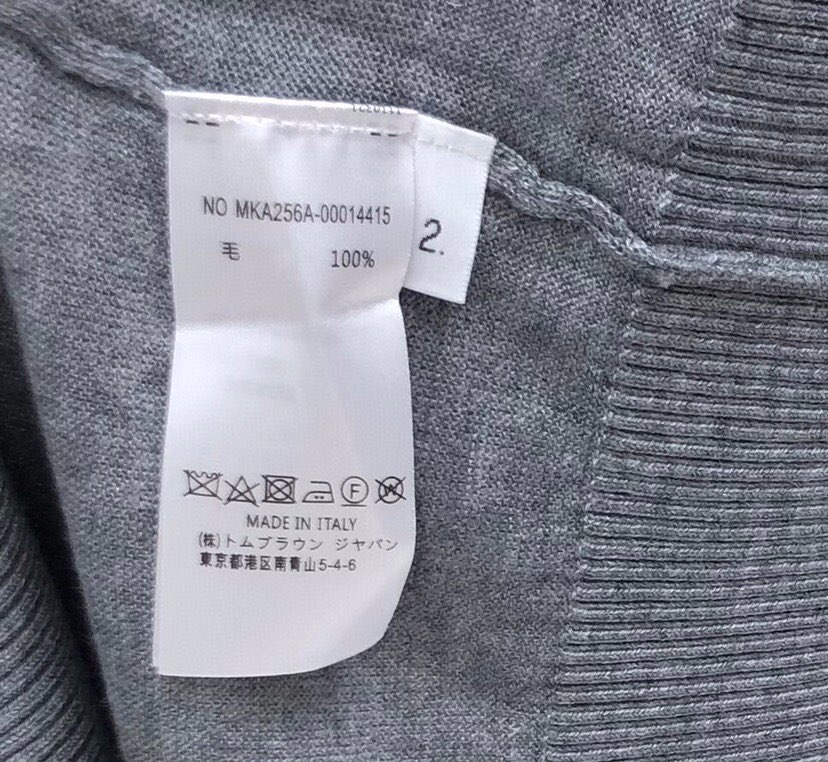 NO MKA256A-00014415
毛 100%
2.
MADE IN ITALY
(株)トムブラウン ジャパン
東京都港区南青山5-4-6